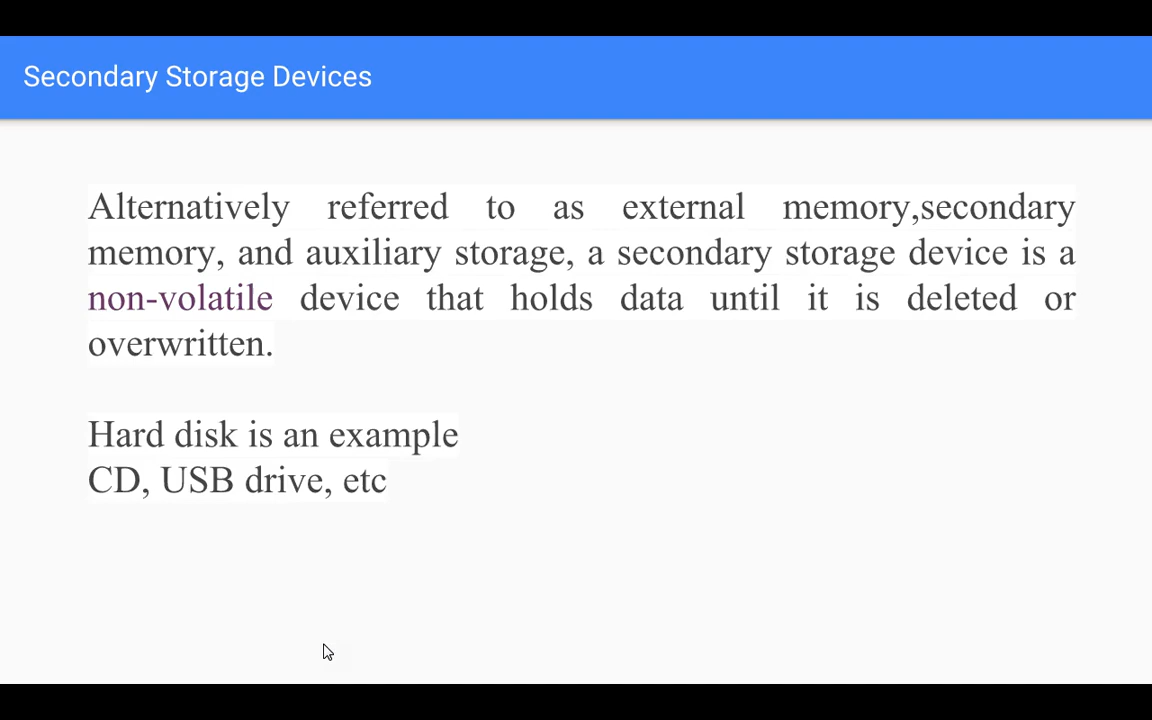 Secondary Storage Devices
Alternatively referred to as external memory,secondary
memory, and auxiliary storage, a secondary storage device is a
non-volatile device that holds data until it is deleted or
overwritten.
Hard disk is an example
CD, USB drive, etc